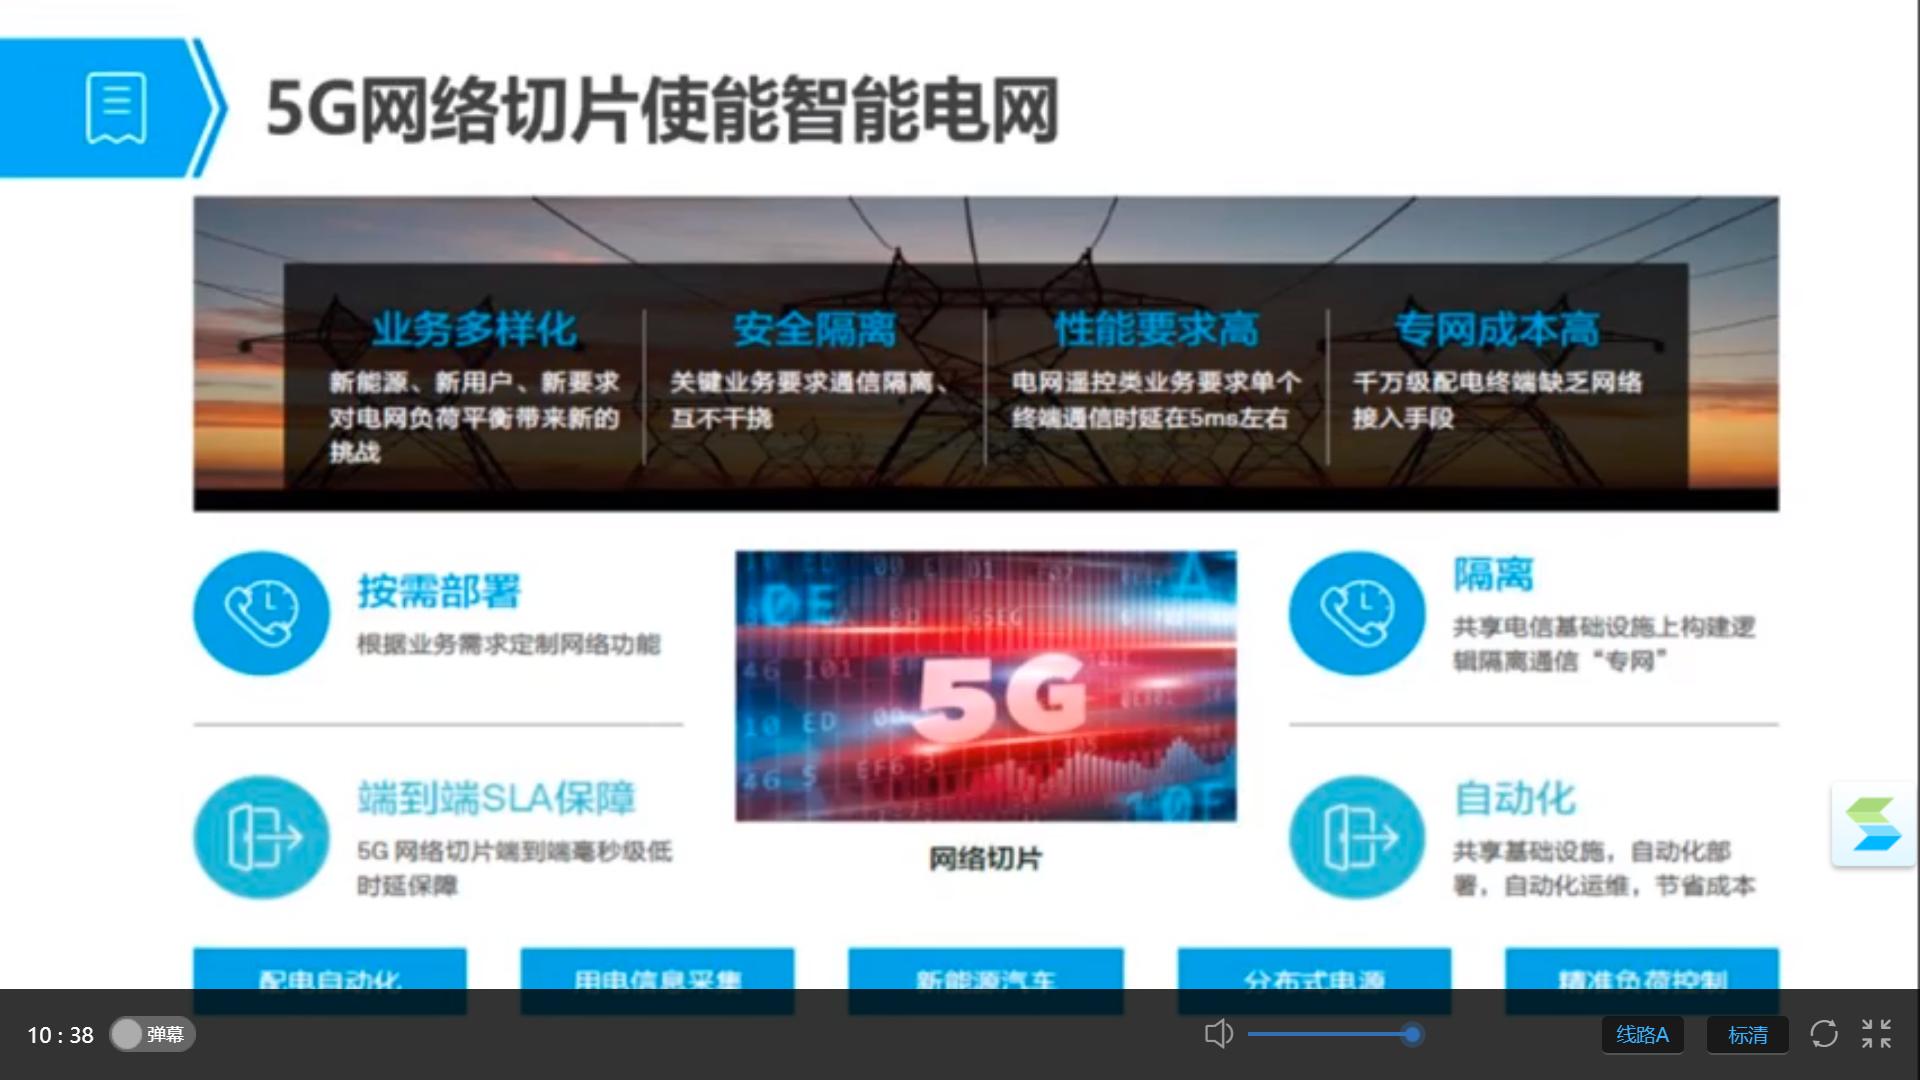 5G网络切片使能智能电网
业务多样化
新能源、新用户、新要求
对电网负荷平衡带来新的
挑战
安全隔离
关键业务要求通信隔离、
互不干挠
性能要求高
电网遥控类业务要求单个
终端通信时延在5ms左右
专网成本高
千万级配电终端缺乏网络
接入手段
按需部署
根据业务需求定制网络功能
端到端SLA保障
5G 网络切片端到端毫秒级低
时延保障
5G
网络切片
隔离
共享电信基础设施上构建逻
辑隔离通信“专网”
自动化
共享基础设施，自动化部
署，自动化运维，节省成本
配电自动化
用电信息采集
新能源汽车
分布式电源
精准负荷控制
10 : 38
弹幕
线路A
标清